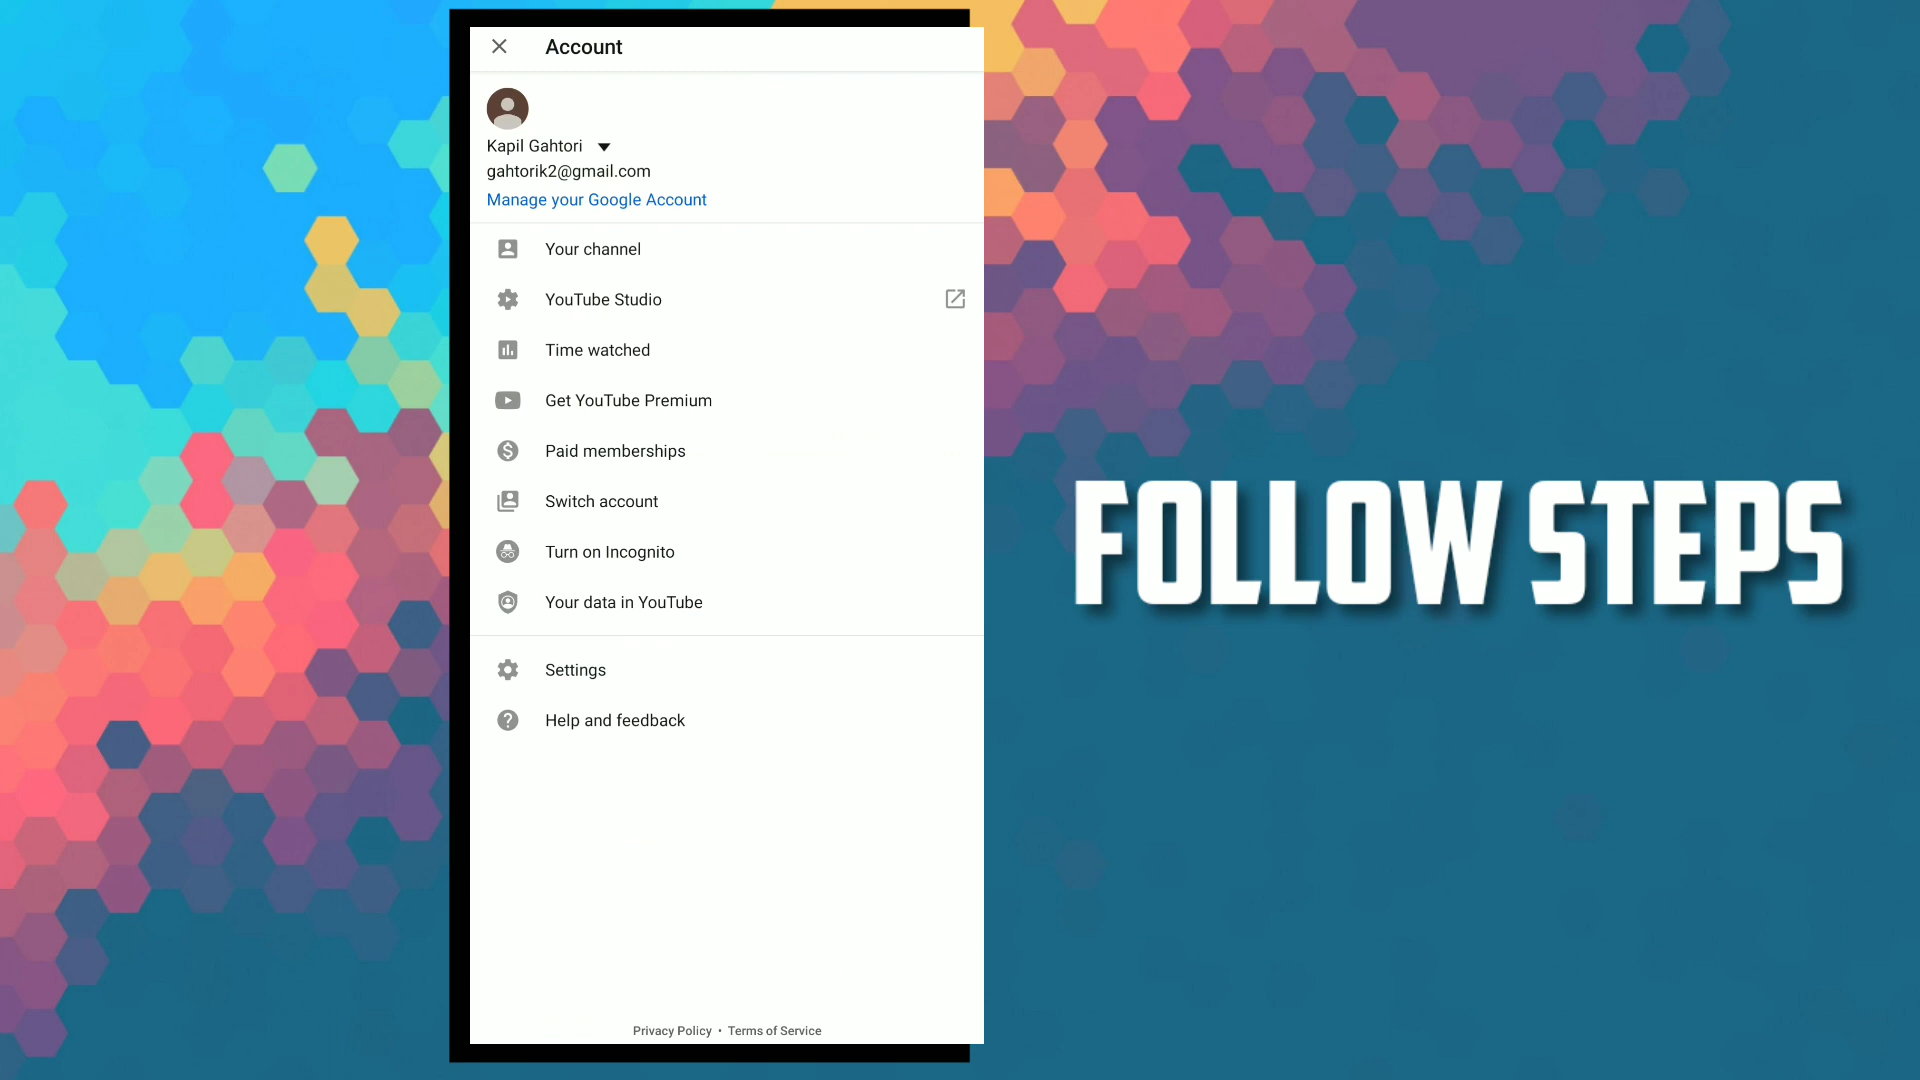 Account
Kapil Gahtori
gahtorik2@gmail.com
Manage your Google Account
Your channel
YouTube Studio
Time watched
Get YouTube Premium
Paid memberships
Switch account
Turn on Incognito
Your data in YouTube
Settings
Help and feedback
Privacy Policy • Terms of Service
FOLLOW STEPS